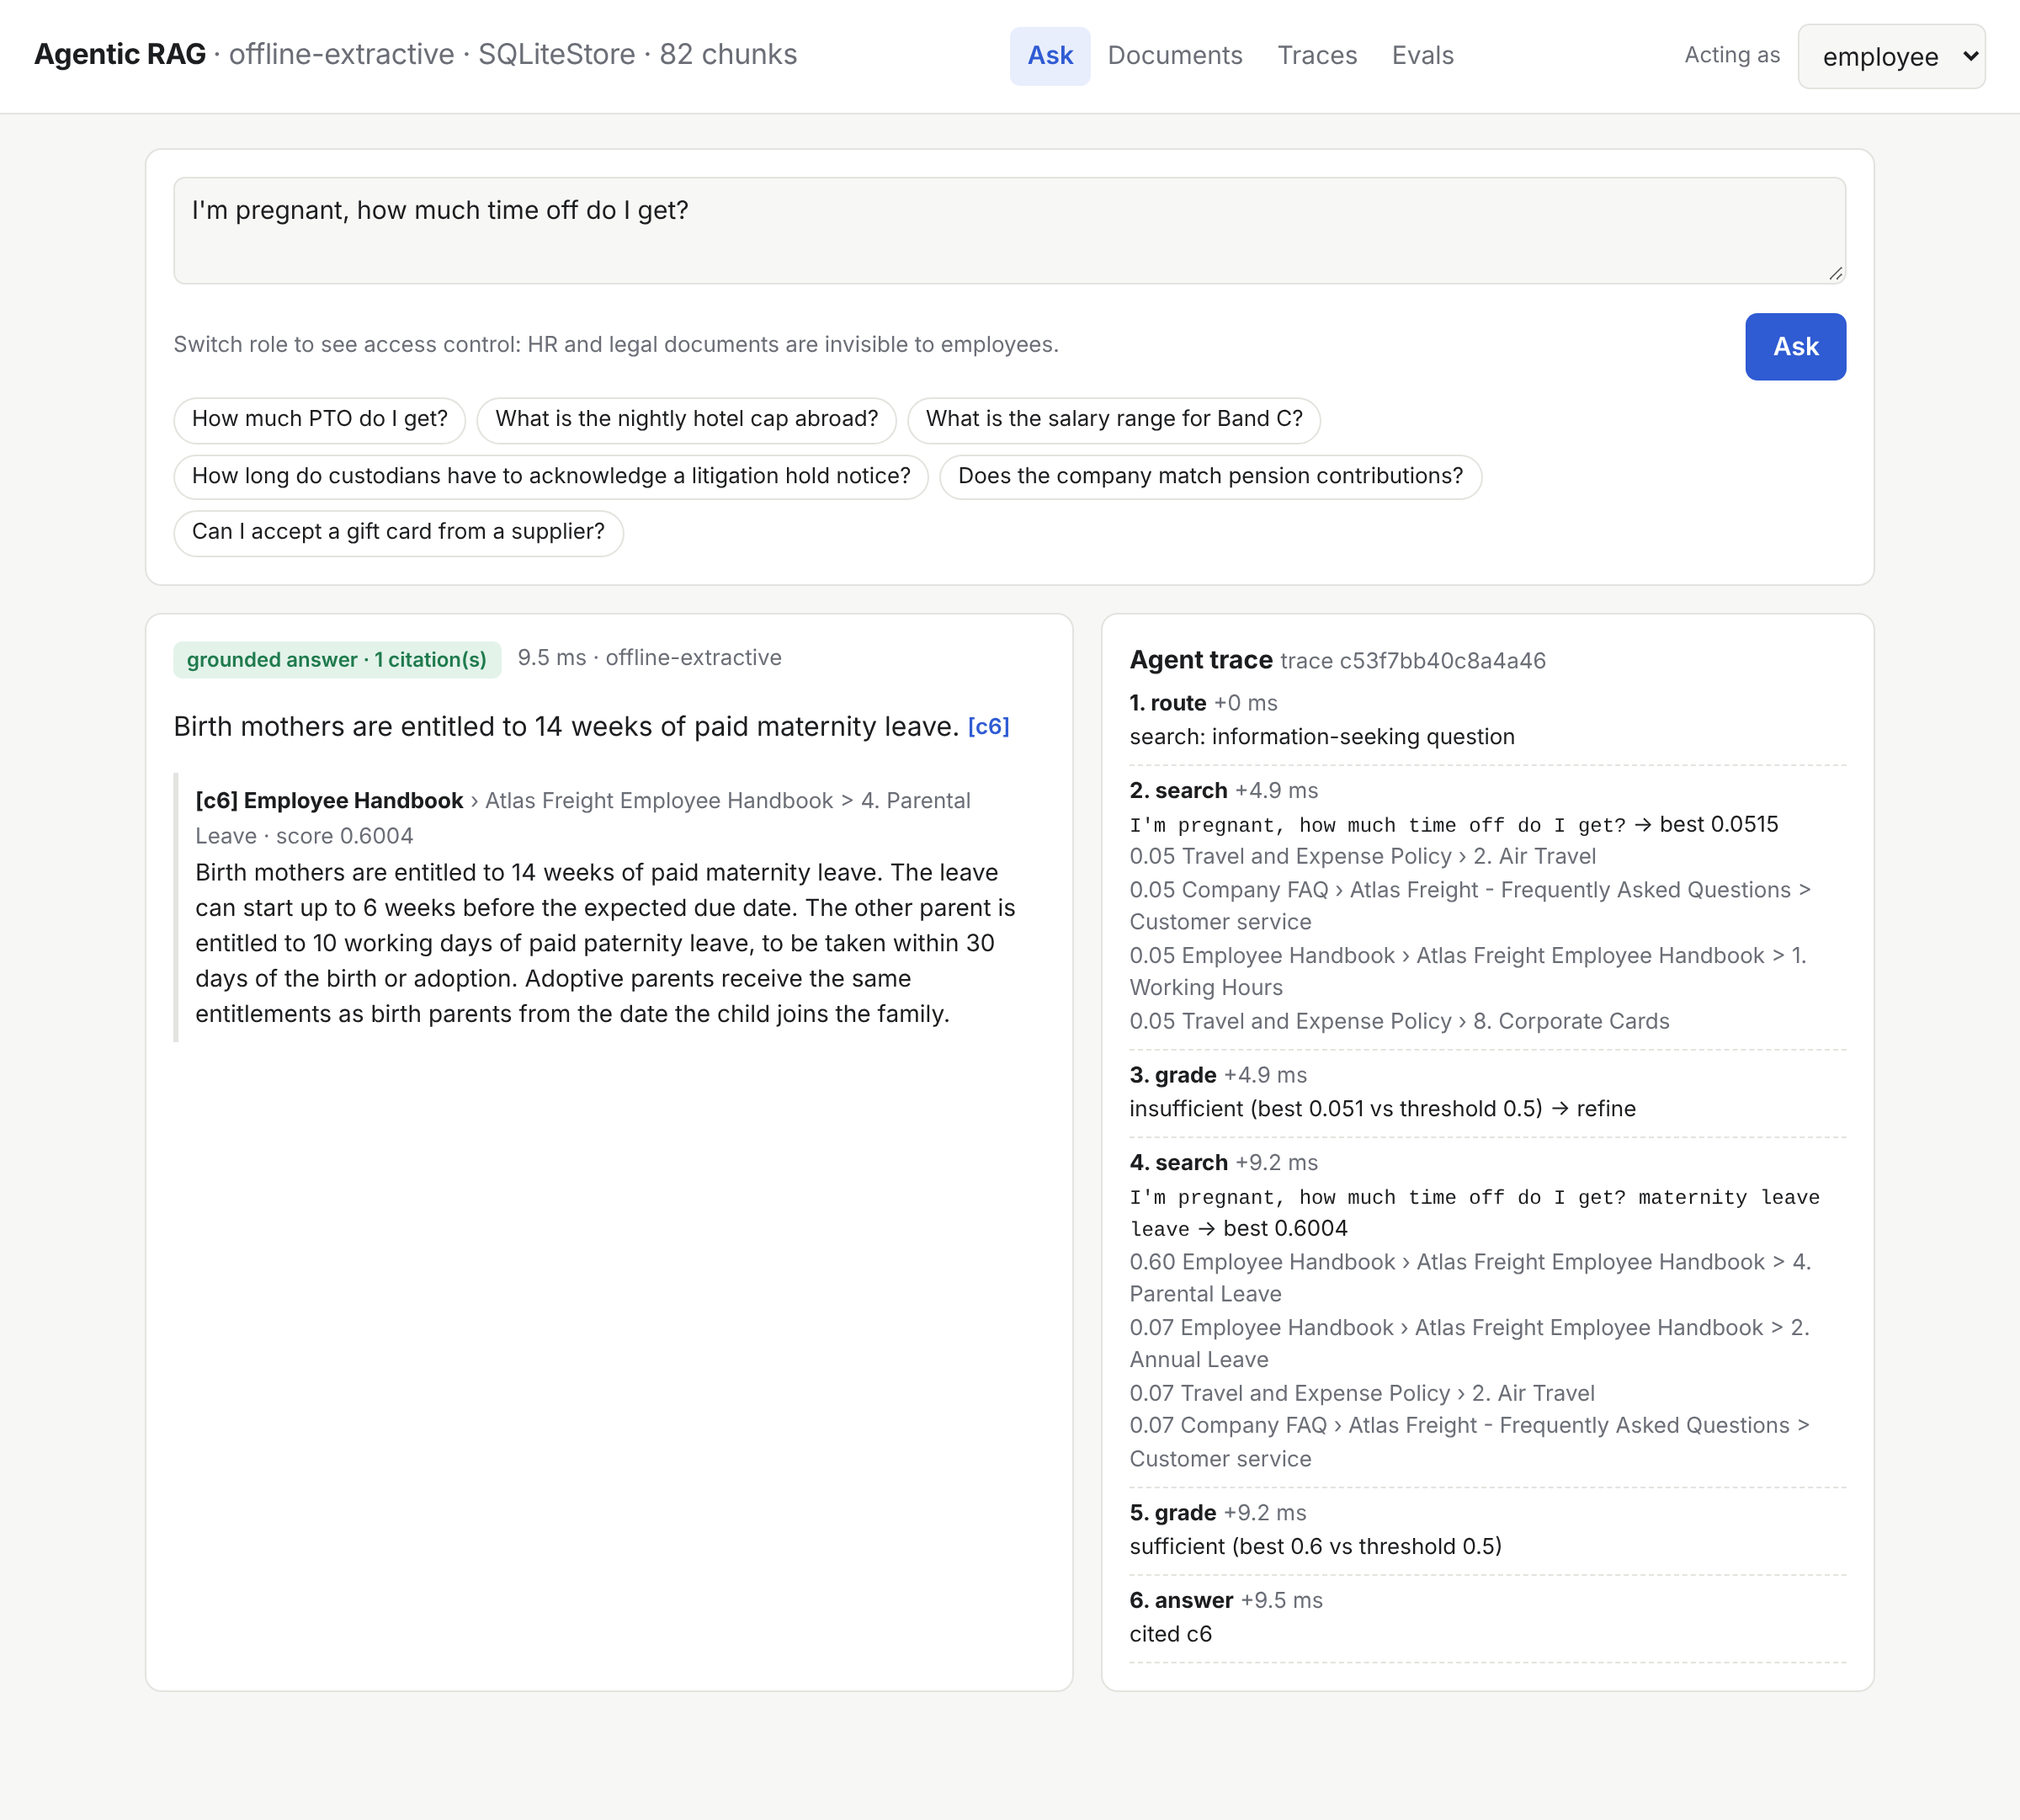 Agentic RAG · offline-extractive · SQLiteStore · 82 chunks
Ask
Documents
Traces
Evals
Acting as
employee
I'm pregnant, how much time off do I get?
Switch role to see access control: HR and legal documents are invisible to employees.
Ask
How much PTO do I get?
What is the nightly hotel cap abroad?
What is the salary range for Band C?
How long do custodians have to acknowledge a litigation hold notice?
Does the company match pension contributions?
Can I accept a gift card from a supplier?
grounded answer · 1 citation(s)
9.5 ms · offline-extractive
Birth mothers are entitled to 14 weeks of paid maternity leave. [c6]
[c6] Employee Handbook › Atlas Freight Employee Handbook > 4. Parental
Leave · score 0.6004
Birth mothers are entitled to 14 weeks of paid maternity leave. The leave
can start up to 6 weeks before the expected due date. The other parent is
entitled to 10 working days of paid paternity leave, to be taken within 30
days of the birth or adoption. Adoptive parents receive the same
entitlements as birth parents from the date the child joins the family.
Agent trace trace c53f7bb40c8a4a46
1. route +0 ms
search: information-seeking question
2. search +4.9 ms
I'm pregnant, how much time off do I get? → best 0.0515
0.05 Travel and Expense Policy › 2. Air Travel
0.05 Company FAQ › Atlas Freight - Frequently Asked Questions >
Customer service
0.05 Employee Handbook › Atlas Freight Employee Handbook > 1.
Working Hours
0.05 Travel and Expense Policy › 8. Corporate Cards
3. grade +4.9 ms
insufficient (best 0.051 vs threshold 0.5) → refine
4. search +9.2 ms
I'm pregnant, how much time off do I get? maternity leave
leave → best 0.6004
0.60 Employee Handbook › Atlas Freight Employee Handbook > 4.
Parental Leave
0.07 Employee Handbook › Atlas Freight Employee Handbook > 2.
Annual Leave
0.07 Travel and Expense Policy › 2. Air Travel
0.07 Company FAQ › Atlas Freight - Frequently Asked Questions >
Customer service
5. grade +9.2 ms
sufficient (best 0.6 vs threshold 0.5)
6. answer +9.5 ms
cited c6